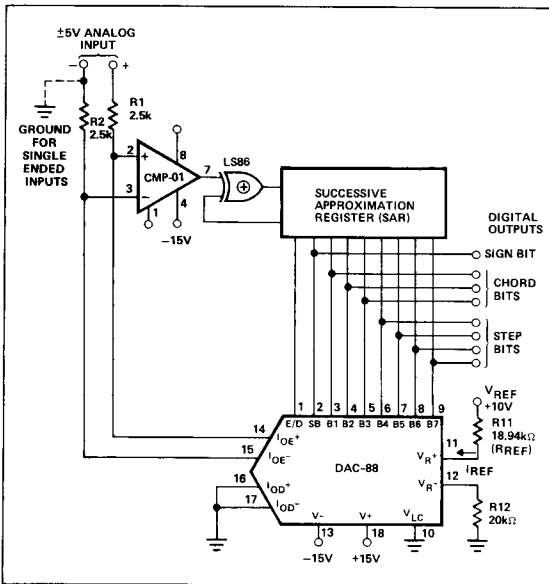 ±5V ANALOG
INPUT
− +
R1
2.5k
R2
2.5k
GROUND
FOR
SINGLE
ENDED
INPUTS
2
+
8
CMP-01
7
LS86
3
−
1
4
−15V
SUCCESSIVE
APPROXIMATION
REGISTER (SAR)
DIGITAL
OUTPUTS
SIGN BIT
CHORD
BITS
STEP
BITS
VREF
+10V
R11
18.94kΩ
(RREF)
1 2 3 4 5 6 7 8 9
E/D SB B1 B2 B3 B4 B5 B6 B7
14
IOE+
15
IOE−
16
IOD+
17
IOD−
DAC-88
VR+
11
IREF
VR−
12
R12
20kΩ
V− V+ VLC
13 18 10
−15V +15V